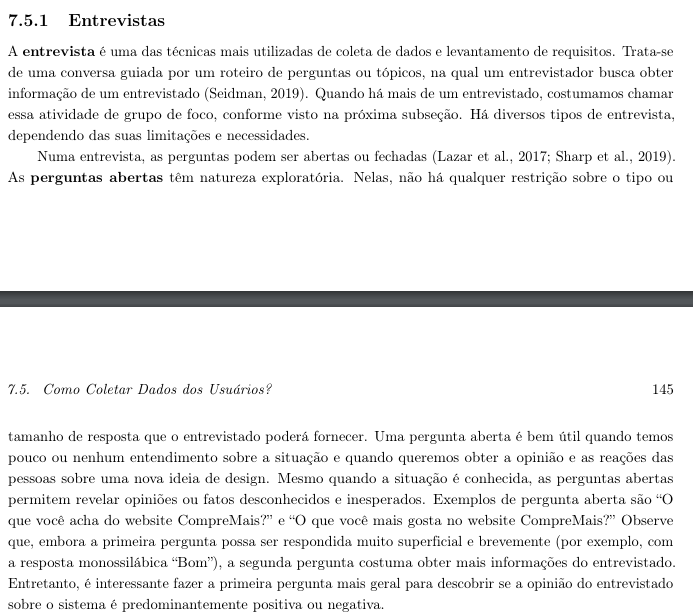 7.5.1 Entrevistas
A entrevista é uma das técnicas mais utilizadas de coleta de dados e levantamento de requisitos. Trata-se
de uma conversa guiada por um roteiro de perguntas ou tópicos, na qual um entrevistador busca obter
informação de um entrevistado (Seidman, 2019). Quando há mais de um entrevistado, costumamos chamar
essa atividade de grupo de foco, conforme visto na próxima subseção. Há diversos tipos de entrevista,
dependendo das suas limitações e necessidades.
Numa entrevista, as perguntas podem ser abertas ou fechadas (Lazar et al., 2017; Sharp et al., 2019).
As perguntas abertas têm natureza exploratória. Nelas, não há qualquer restrição sobre o tipo ou
7.5. Como Coletar Dados dos Usuários? 145
tamanho de resposta que o entrevistado poderá fornecer. Uma pergunta aberta é bem útil quando temos
pouco ou nenhum entendimento sobre a situação e quando queremos obter a opinião e as reações das
pessoas sobre uma nova ideia de design. Mesmo quando a situação é conhecida, as perguntas abertas
permitem revelar opiniões ou fatos desconhecidos e inesperados. Exemplos de pergunta aberta são “O
que você acha do website CompreMais?” e “O que você mais gosta no website CompreMais?” Observe
que, embora a primeira pergunta possa ser respondida muito superficial e brevemente (por exemplo, com
a resposta monossilábica “Bom”), a segunda pergunta costuma obter mais informações do entrevistado.
Entretanto, é interessante fazer a primeira pergunta mais geral para descobrir se a opinião do entrevistado
sobre o sistema é predominantemente positiva ou negativa.